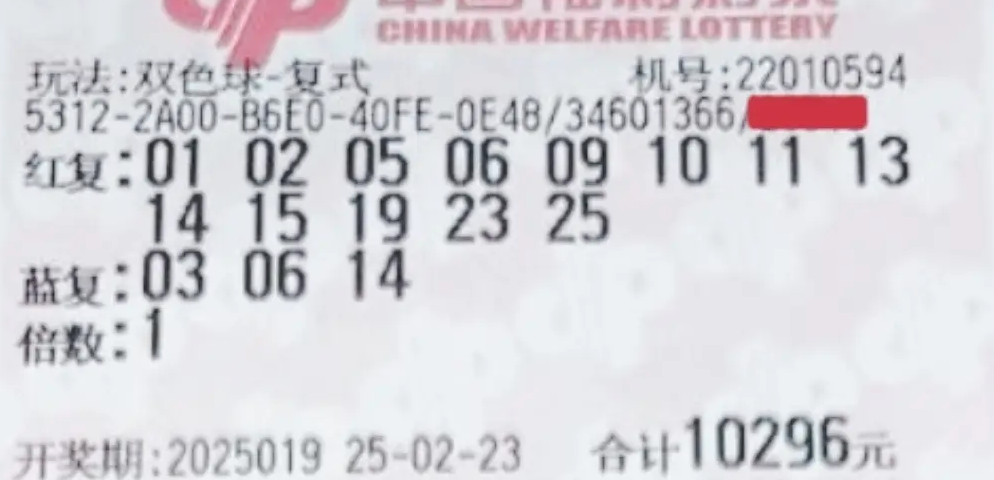 CHINA WELFARE LOTTERY
玩法:双色球-复式 机号:22010594
5312-2A00-B6E0-40FE-0E48/34601366/
红复:01 02 05 06 09 10 11 13
14 15 19 23 25
蓝复:03 06 14
倍数:1
开奖期:2025019 25-02-23 合计10296元